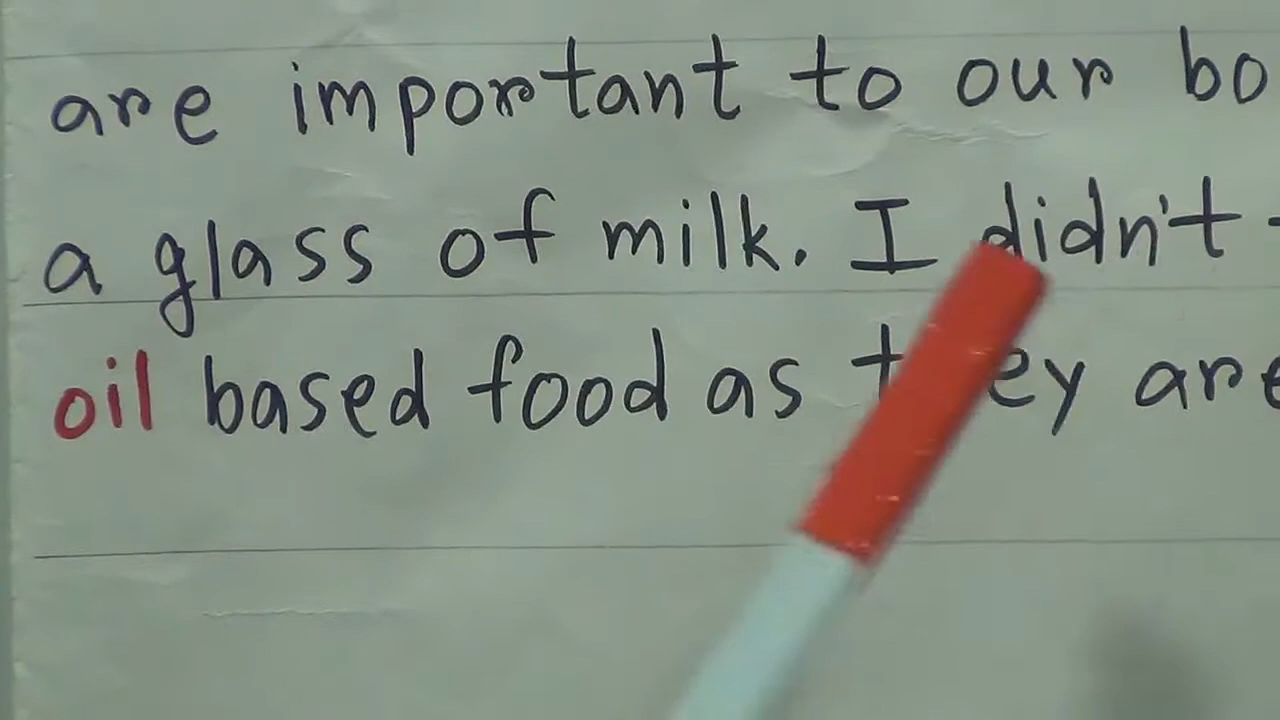 are important to our bo
a glass of milk. I didn't
oil based food as are